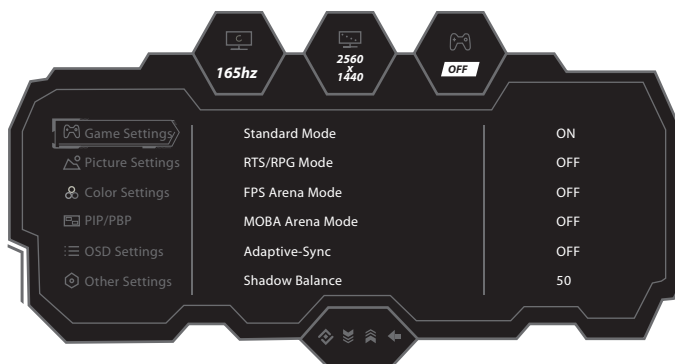 165hz
2560
x
1440
OFF
Game Settings
Standard Mode ON
Picture Settings
RTS/RPG Mode OFF
Color Settings
FPS Arena Mode OFF
PIP/PBP
MOBA Arena Mode OFF
OSD Settings
Adaptive-Sync OFF
Other Settings
Shadow Balance 50